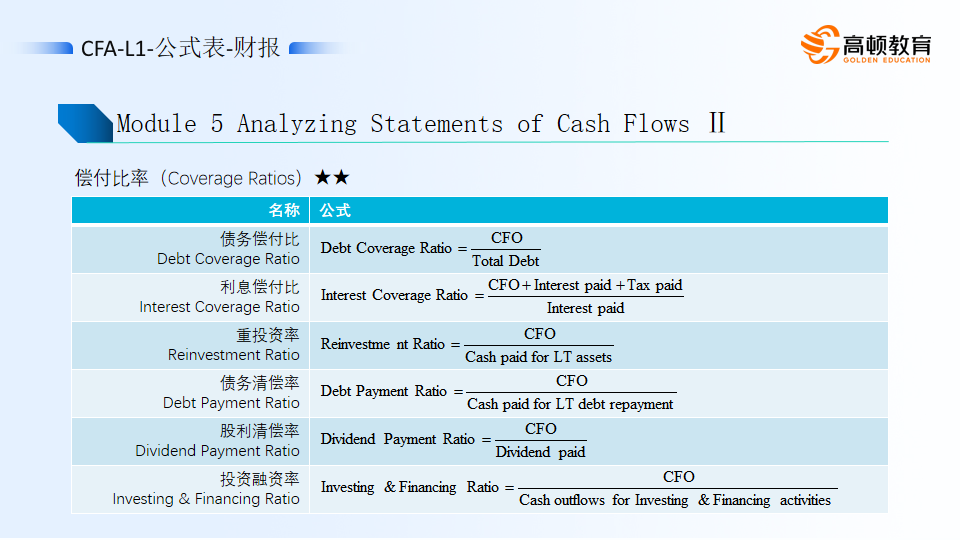 CFA-L1-公式表-财报
高顿教育
GOLDEN EDUCATION
Module 5 Analyzing Statements of Cash Flows Ⅱ
偿付比率（Coverage Ratios）★★
名称 公式
债务偿付比
Debt Coverage Ratio
Debt Coverage Ratio = CFO / Total Debt
利息偿付比
Interest Coverage Ratio
Interest Coverage Ratio = CFO + Interest paid + Tax paid / Interest paid
重投资率
Reinvestment Ratio
Reinvestme nt Ratio = CFO / Cash paid for LT assets
债务清偿率
Debt Payment Ratio
Debt Payment Ratio = CFO / Cash paid for LT debt repayment
股利清偿率
Dividend Payment Ratio
Dividend Payment Ratio = CFO / Dividend paid
投资融资率
Investing & Financing Ratio
Investing & Financing Ratio = CFO / Cash outflows for Investing & Financing activities